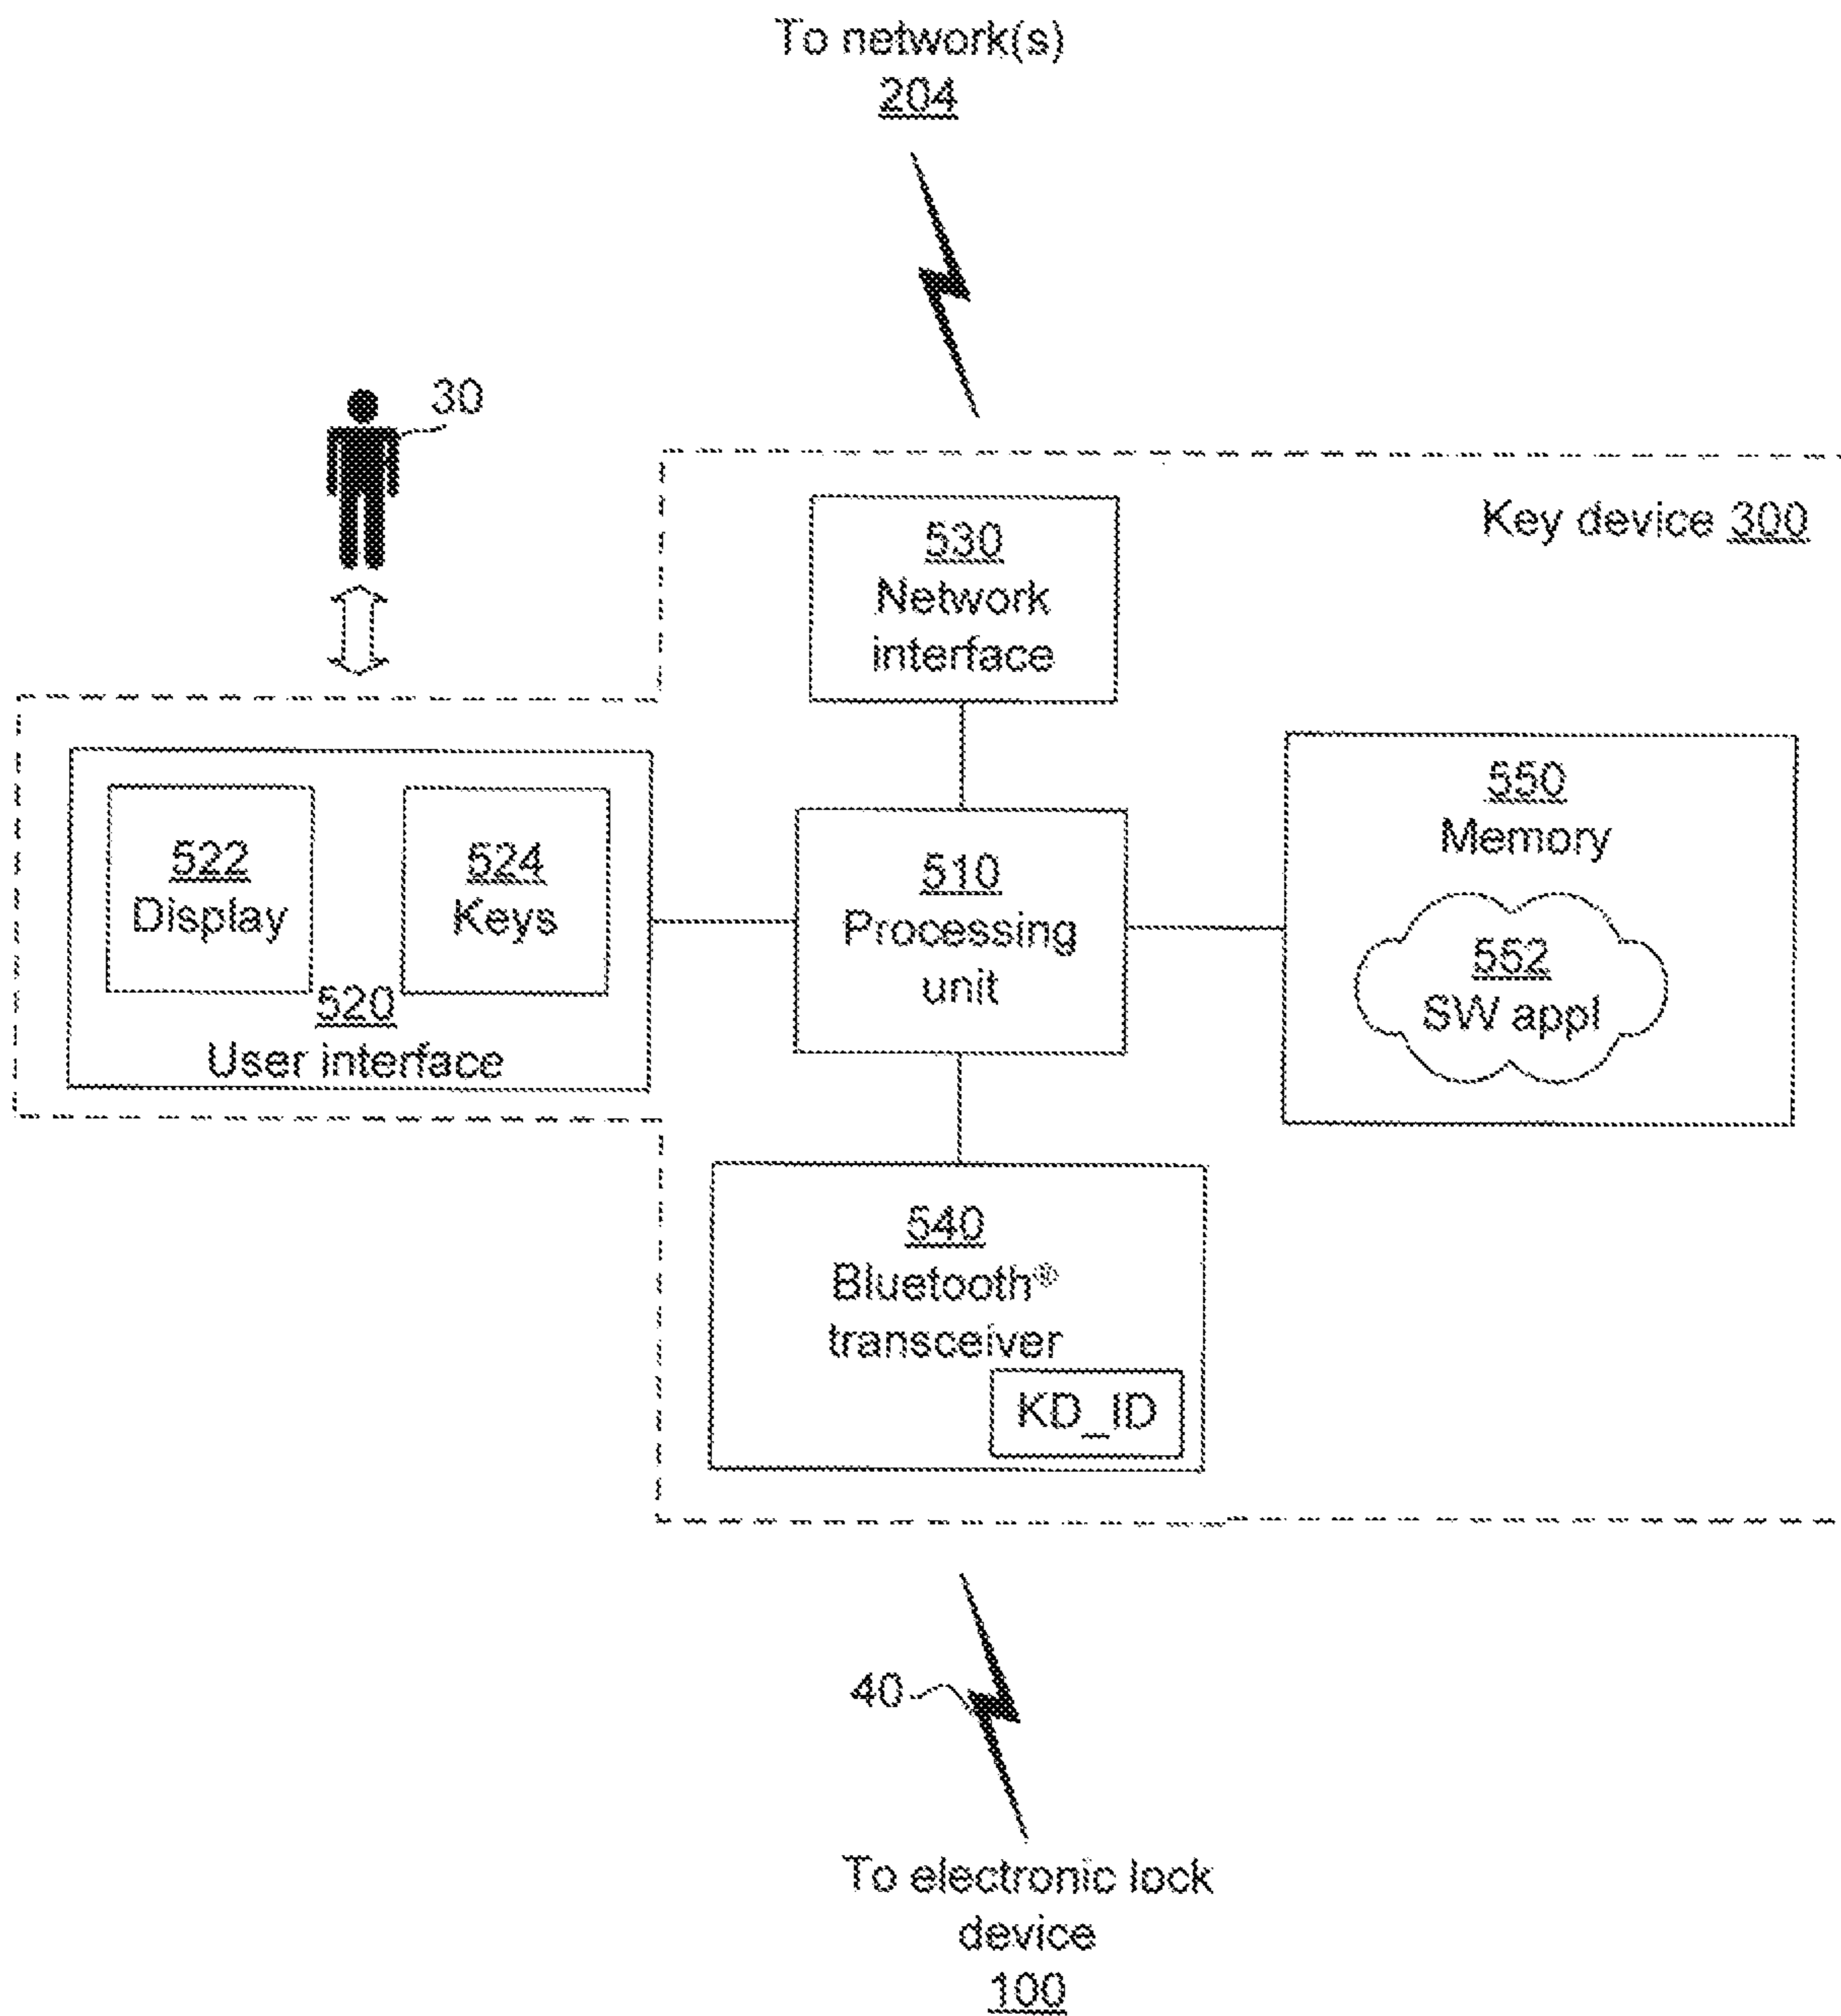 To network(s)
204
30
Key device 300
530
Network
interface
522
Display
524
Keys
520
User interface
510
Processing
unit
550
Memory
552
SW appl
540
Bluetooth®
transceiver
KD_ID
40
To electronic lock
device
100